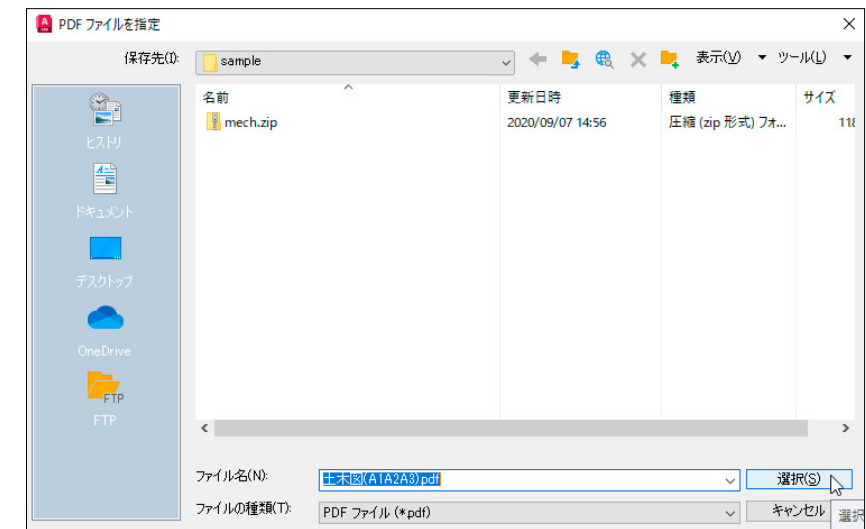 PDF ファイルを指定
保存先(I):
sample
表示(V)
ツール(L)
名前
更新日時
種類
サイズ
mech.zip
2020/09/07 14:56
圧縮 (zip 形式) フォ...
118
ヒストリ
ドキュメント
デスクトップ
OneDrive
FTP
FTP
ファイル名(N):
土木図(A1A2A3).pdf
選択(S)
ファイルの種類(T):
PDF ファイル (*.pdf)
キャンセル
選択